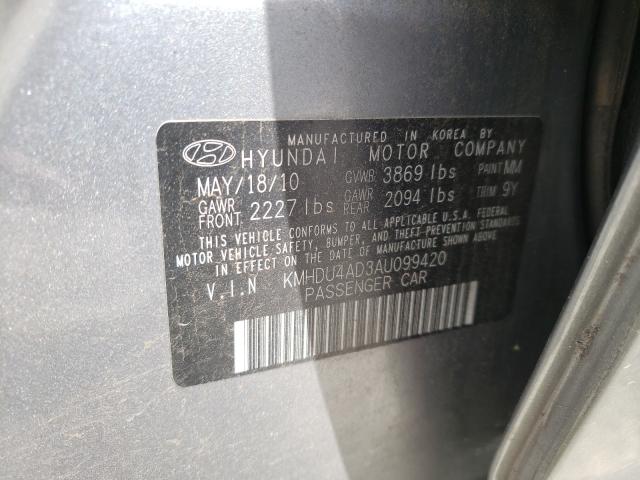 MANUFACTURED IN KOREA BY
HYUNDAI MOTOR COMPANY
MAY/18/10 GVWR 3869 lbs PAINT MM
GAWR FRONT 2227 lbs GAWR REAR 2094 lbs TRIM 9Y
THIS VEHICLE CONFORMS TO ALL APPLICABLE U.S.A. FEDERAL
MOTOR VEHICLE SAFETY, BUMPER, AND THEFT-PREVENTION STANDARDS
IN EFFECT ON THE DATE OF MANUFACTURE SHOWN ABOVE.
V.I.N KMHDU4AD3AU099420
PASSENGER CAR